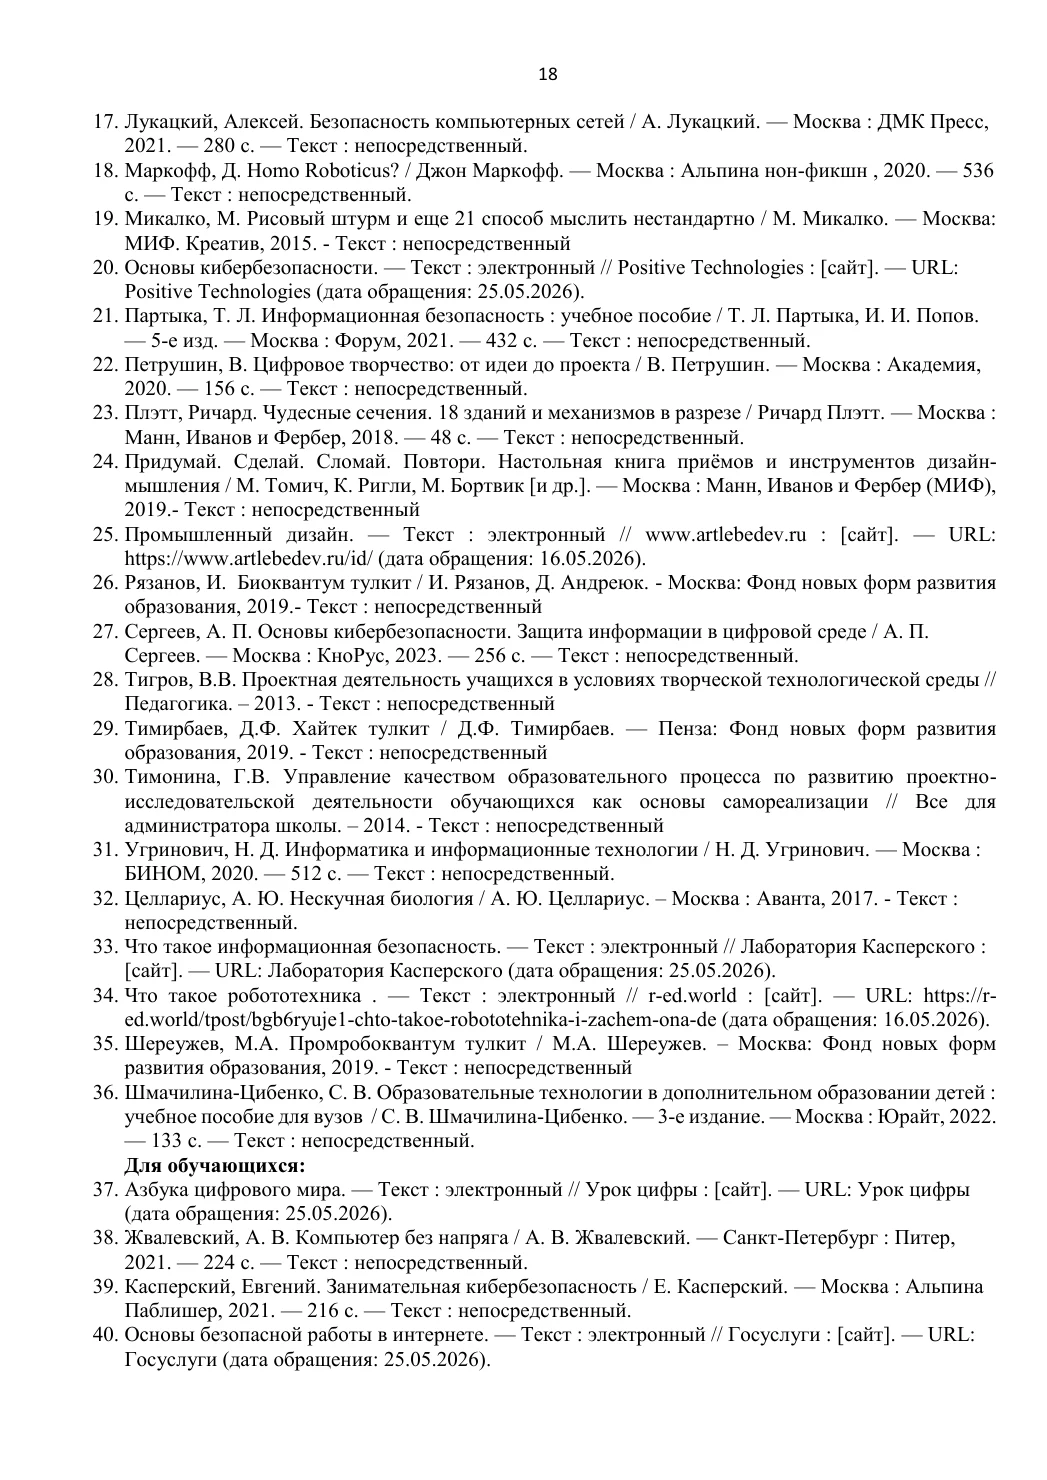 18
17. Лукацкий, Алексей. Безопасность компьютерных сетей / А. Лукацкий. — Москва : ДМК Пресс,
2021. — 280 с. — Текст : непосредственный.
18. Маркофф, Д. Homo Roboticus? / Джон Маркофф. — Москва : Альпина нон-фикшн , 2020. — 536
с. — Текст : непосредственный.
19. Микалко, М. Рисовый штурм и еще 21 способ мыслить нестандартно / М. Микалко. — Москва:
МИФ. Креатив, 2015. - Текст : непосредственный
20. Основы кибербезопасности. — Текст : электронный // Positive Technologies : [сайт]. — URL:
Positive Technologies (дата обращения: 25.05.2026).
21. Партыка, Т. Л. Информационная безопасность : учебное пособие / Т. Л. Партыка, И. И. Попов.
— 5-е изд. — Москва : Форум, 2021. — 432 с. — Текст : непосредственный.
22. Петрушин, В. Цифровое творчество: от идеи до проекта / В. Петрушин. — Москва : Академия,
2020. — 156 с. — Текст : непосредственный.
23. Плэтт, Ричард. Чудесные сечения. 18 зданий и механизмов в разрезе / Ричард Плэтт. — Москва :
Манн, Иванов и Фербер, 2018. — 48 с. — Текст : непосредственный.
24. Придумай. Сделай. Сломай. Повтори. Настольная книга приёмов и инструментов дизайн-
мышления / М. Томич, К. Ригли, М. Бортвик [и др.]. — Москва : Манн, Иванов и Фербер (МИФ),
2019.- Текст : непосредственный
25. Промышленный дизайн. — Текст : электронный // www.artlebedev.ru : [сайт]. — URL:
https://www.artlebedev.ru/id/ (дата обращения: 16.05.2026).
26. Рязанов, И. Биоквантум тулкит / И. Рязанов, Д. Андреюк. - Москва: Фонд новых форм развития
образования, 2019.- Текст : непосредственный
27. Сергеев, А. П. Основы кибербезопасности. Защита информации в цифровой среде / А. П.
Сергеев. — Москва : КноРус, 2023. — 256 с. — Текст : непосредственный.
28. Тигров, В.В. Проектная деятельность учащихся в условиях творческой технологической среды //
Педагогика. – 2013. - Текст : непосредственный
29. Тимирбаев, Д.Ф. Хайтек тулкит / Д.Ф. Тимирбаев. — Пенза: Фонд новых форм развития
образования, 2019. - Текст : непосредственный
30. Тимонина, Г.В. Управление качеством образовательного процесса по развитию проектно-
исследовательской деятельности обучающихся как основы самореализации // Все для
администратора школы. – 2014. - Текст : непосредственный
31. Угринович, Н. Д. Информатика и информационные технологии / Н. Д. Угринович. — Москва :
БИНОМ, 2020. — 512 с. — Текст : непосредственный.
32. Целлариус, А. Ю. Нескучная биология / А. Ю. Целлариус. – Москва : Аванта, 2017. - Текст :
непосредственный.
33. Что такое информационная безопасность. — Текст : электронный // Лаборатория Касперского :
[сайт]. — URL: Лаборатория Касперского (дата обращения: 25.05.2026).
34. Что такое робототехника . — Текст : электронный // r-ed.world : [сайт]. — URL: https://r-
ed.world/tpost/bgb6ryuje1-chto-takoe-robototehnika-i-zachem-ona-de (дата обращения: 16.05.2026).
35. Шереужев, М.А. Промробоквантум тулкит / М.А. Шереужев. – Москва: Фонд новых форм
развития образования, 2019. - Текст : непосредственный
36. Шмачилина-Цибенко, С. В. Образовательные технологии в дополнительном образовании детей :
учебное пособие для вузов / С. В. Шмачилина-Цибенко. — 3-е издание. — Москва : Юрайт, 2022.
— 133 с. — Текст : непосредственный.
Для обучающихся:
37. Азбука цифрового мира. — Текст : электронный // Урок цифры : [сайт]. — URL: Урок цифры
(дата обращения: 25.05.2026).
38. Жвалевский, А. В. Компьютер без напряга / А. В. Жвалевский. — Санкт-Петербург : Питер,
2021. — 224 с. — Текст : непосредственный.
39. Касперский, Евгений. Занимательная кибербезопасность / Е. Касперский. — Москва : Альпина
Паблишер, 2021. — 216 с. — Текст : непосредственный.
40. Основы безопасной работы в интернете. — Текст : электронный // Госуслуги : [сайт]. — URL:
Госуслуги (дата обращения: 25.05.2026).